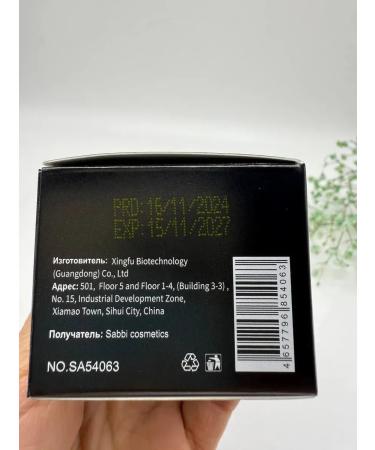 PRD:16/11/2024
EXP:15/11/2027
Изготовитель: Xingfu Biotechnology
(Guangdong) Co., Ltd
Адрес: 501, Floor 5 and Floor 1-4, (Building 3-3) ,
No. 15, Industrial Development Zone,
Xiamao Town, Sihui City, China
Получатель: Sabbi cosmetics
NO.SA54063
4657796854063